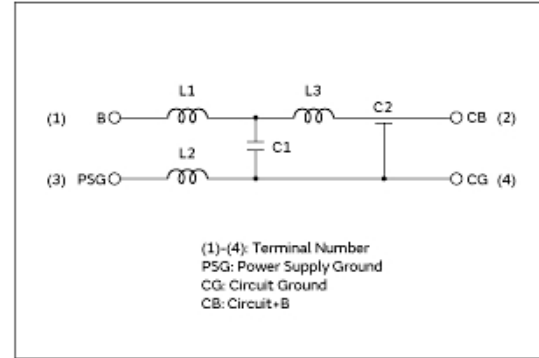 L1 L3 C2
(1) B CB (2)
C1
L2
(3) PSG CG (4)
(1)-(4): Terminal Number
PSG: Power Supply Ground
CG: Circuit Ground
CB: Circuit+B